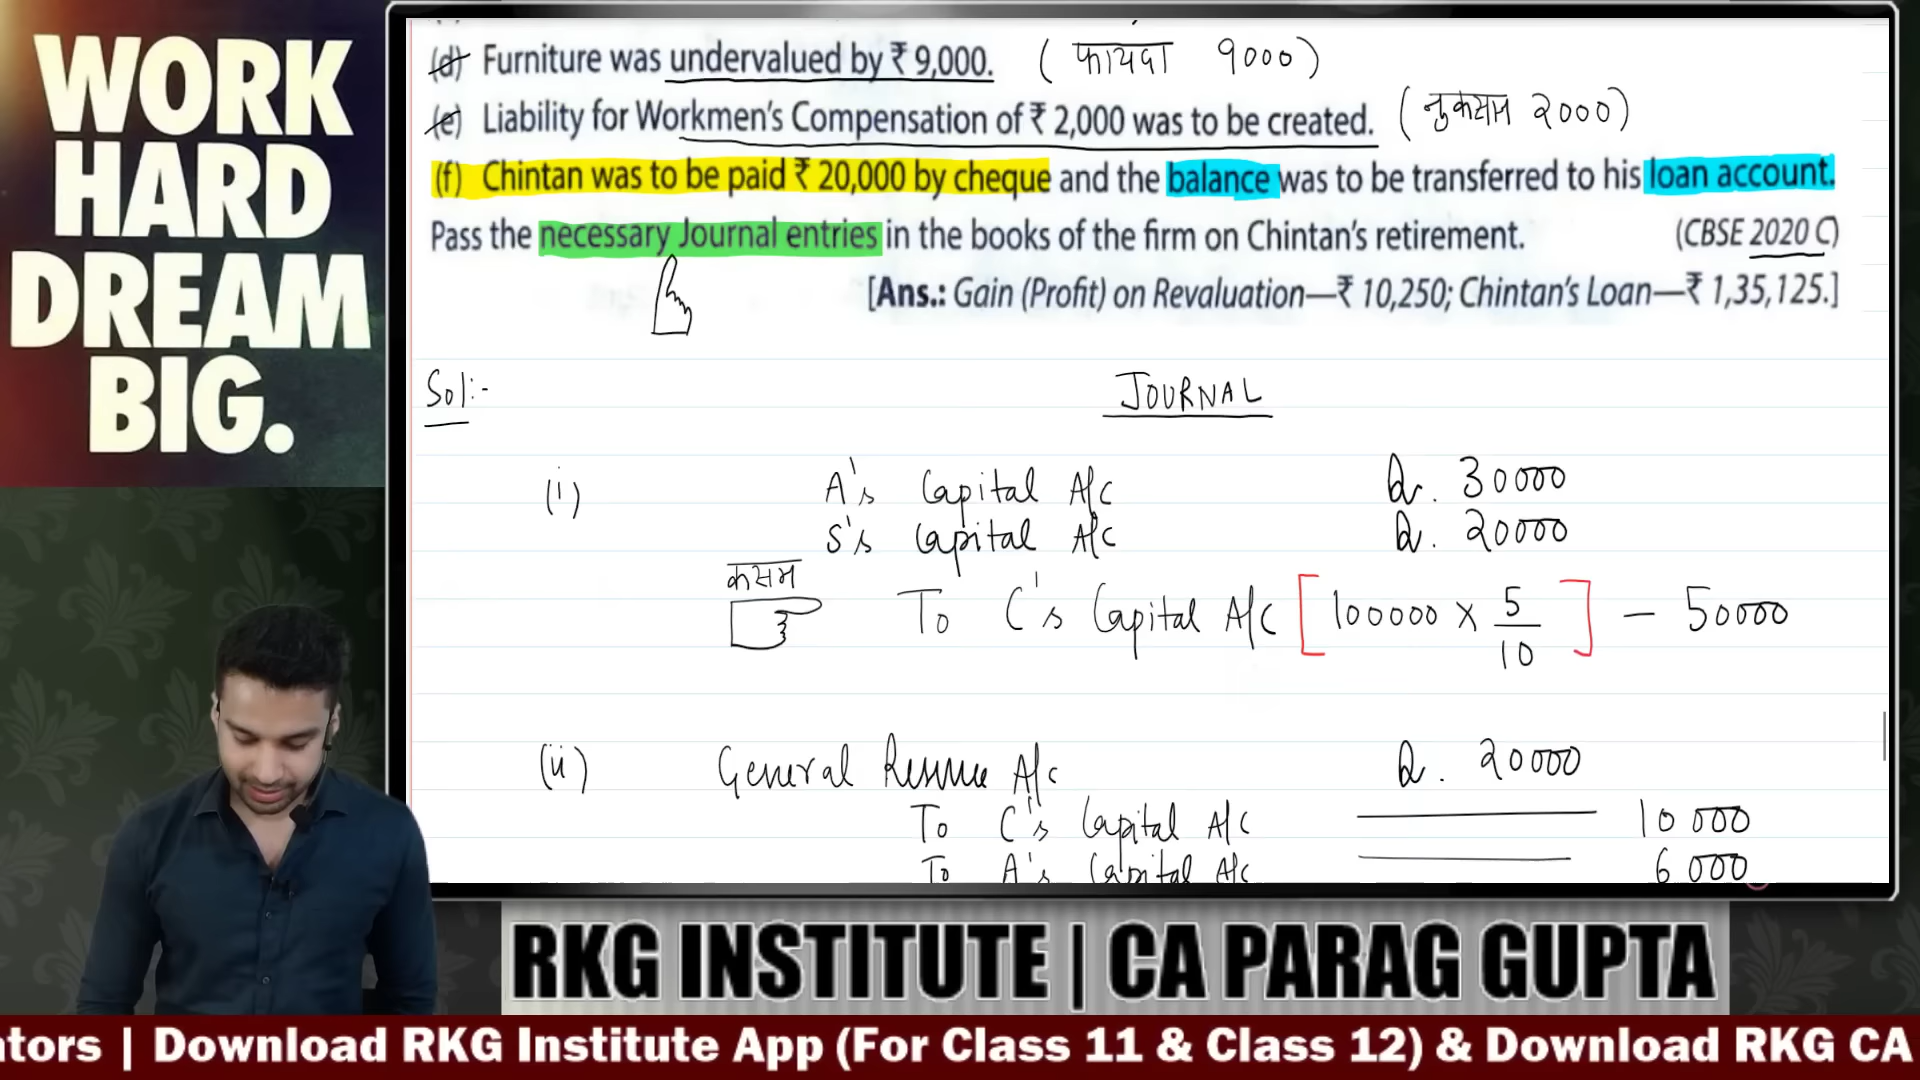 WORK
HARD
DREAM
BIG.
(d) Furniture was undervalued by ₹ 9,000. (फायदा 9000)
(e) Liability for Workmen's Compensation of ₹ 2,000 was to be created. (नुकसान 2000)
(f) Chintan was to be paid ₹ 20,000 by cheque and the balance was to be transferred to his loan account.
Pass the necessary Journal entries in the books of the firm on Chintan's retirement. (CBSE 2020 C)
[Ans.: Gain (Profit) on Revaluation—₹ 10,250; Chintan's Loan—₹ 1,35,125.]
Sol:- JOURNAL
(i) A's Capital A/c Dr. 30000
S's Capital A/c Dr. 20000
कसम
To C's Capital A/c [100000 × 5/10] – 50000
(ii) General Reserve A/c Dr. 20000
To C's Capital A/c 10000
To A's Capital A/c 6000
RKG INSTITUTE | CA PARAG GUPTA
ators | Download RKG Institute App (For Class 11 & Class 12) & Download RKG CA